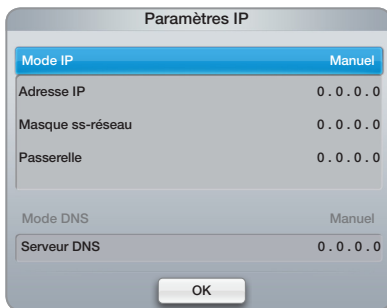 Paramètres IP
Mode IP Manuel
Adresse IP 0 . 0 . 0 . 0
Masque ss-réseau 0 . 0 . 0 . 0
Passerelle 0 . 0 . 0 . 0
Mode DNS Manuel
Serveur DNS 0 . 0 . 0 . 0
OK